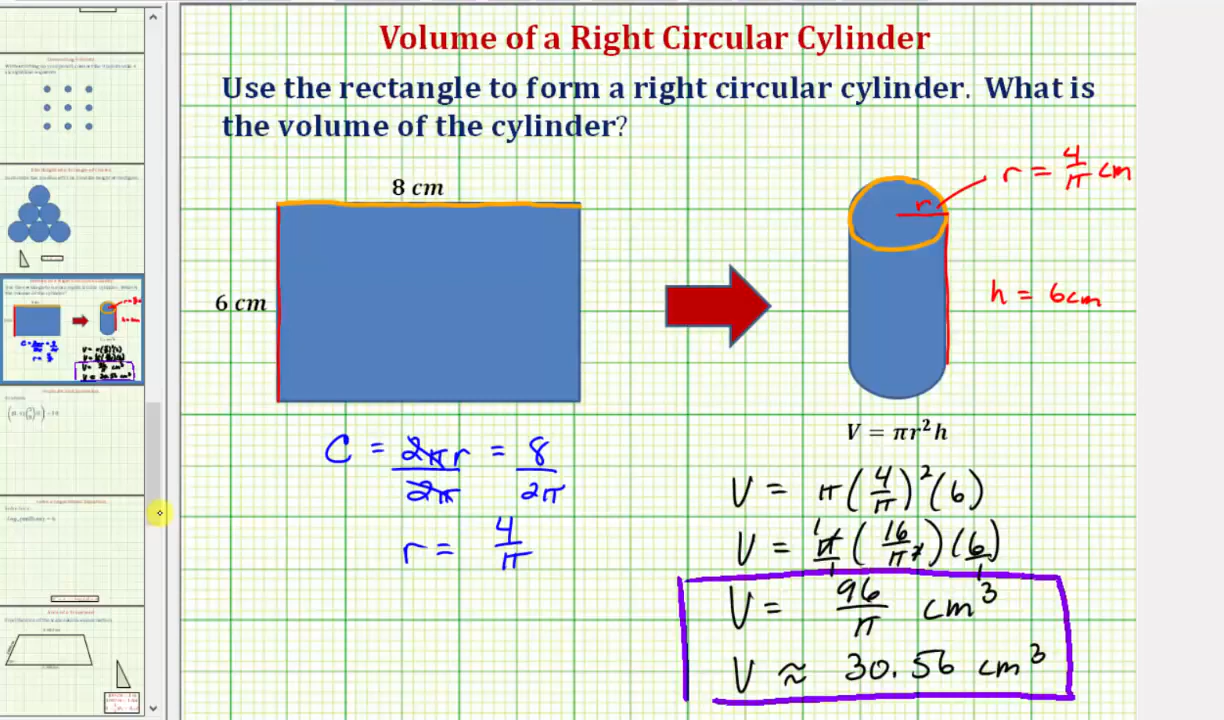 Volume of a Right Circular Cylinder
Use the rectangle to form a right circular cylinder. What is
the volume of the cylinder?
8 cm
6 cm
r
r = 4/π cm
h = 6cm
C = 2πr/2π = 8/2π
r = 4/π
V = πr²h
V = π(4/π)²(6)
V = π/1(16/π²)(6/1)
V = 96/π cm³
V ≈ 30.56 cm³